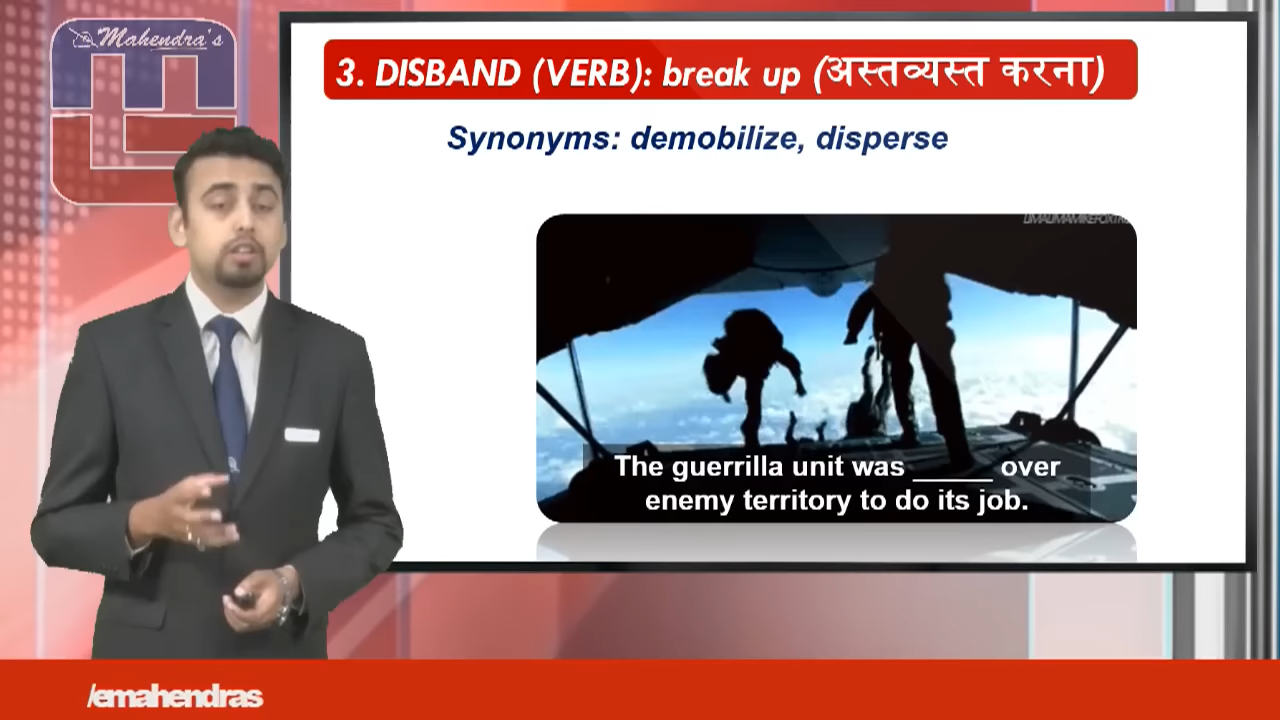 Mahendra's
3. DISBAND (VERB): break up (अस्तव्यस्त करना)
Synonyms: demobilize, disperse
The guerrilla unit was _____ over
enemy territory to do its job.
/emahendras